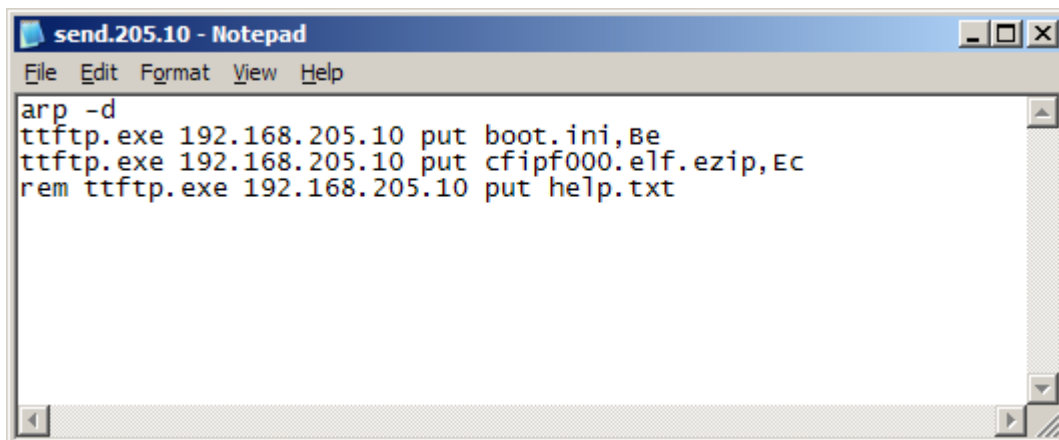 send.205.10 - Notepad
File Edit Format View Help
arp -d
ttftp.exe 192.168.205.10 put boot.ini,Be
ttftp.exe 192.168.205.10 put cfipf000.elf.ezip,Ec
rem ttftp.exe 192.168.205.10 put help.txt